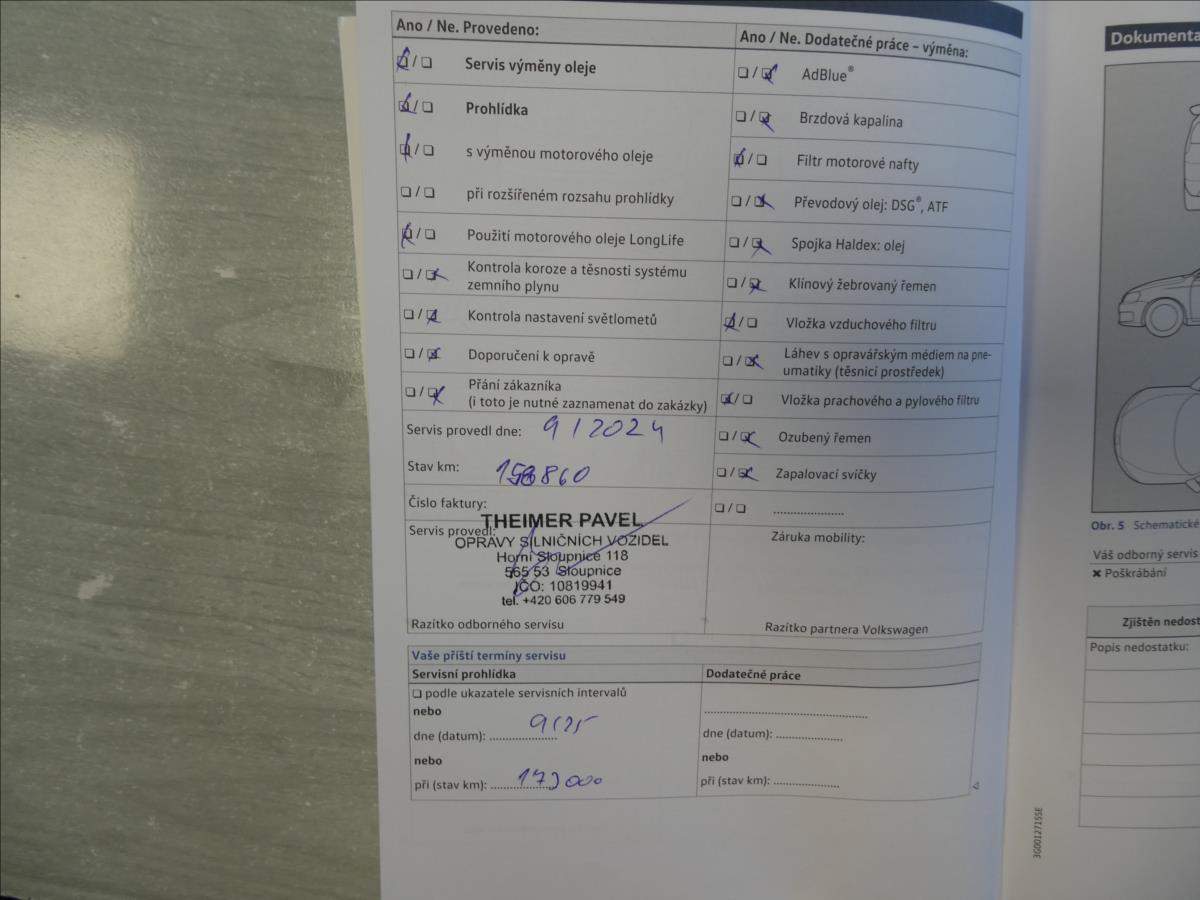 Ano / Ne. Provedeno:
☑/☐ Servis výměny oleje
☑/☐ Prohlídka
☑/☐ s výměnou motorového oleje
☐/☐ při rozšířeném rozsahu prohlídky
☑/☐ Použití motorového oleje LongLife
☐/☑ Kontrola koroze a těsnosti systému
zemního plynu
☐/☑ Kontrola nastavení světlometů
☐/☑ Doporučení k opravě
☐/☑ Přání zákazníka
(i toto je nutné zaznamenat do zakázky)
Servis provedl dne: 9/2024
Stav km:
Číslo faktury:
Servis provedl:
THEIMER PAVEL
OPRAVY SILNIČNÍCH VOZIDEL
Horní Sloupnice 118
565 53 Sloupnice
IČO: 10819941
tel. +420 606 779 549
Razítko odborného servisu
Ano / Ne. Dodatečné práce – výměna:
☐/☑ AdBlue®
☐/☑ Brzdová kapalina
☑/☐ Filtr motorové nafty
☐/☑ Převodový olej: DSG®, ATF
☐/☑ Spojka Haldex: olej
☐/☑ Klínový žebrovaný řemen
☑/☐ Vložka vzduchového filtru
☐/☑ Láhev s opravářským médiem na pne-
umatiky (těsnicí prostředek)
☑/☐ Vložka prachového a pylového filtru
☐/☑ Ozubený řemen
☐/☑ Zapalovací svíčky
☐/☐ ....................
Záruka mobility:
Razítko partnera Volkswagen
Vaše příští termíny servisu
Servisní prohlídka
☐ podle ukazatele servisních intervalů
nebo
dne (datum): 9/25
nebo
při (stav km):
Dodatečné práce
dne (datum): ....................
nebo
při (stav km): ....................
3G0012715SE
Obr. 5 Schematické
Váš odborný servis
✖ Poškrábání
Popis nedostatku: